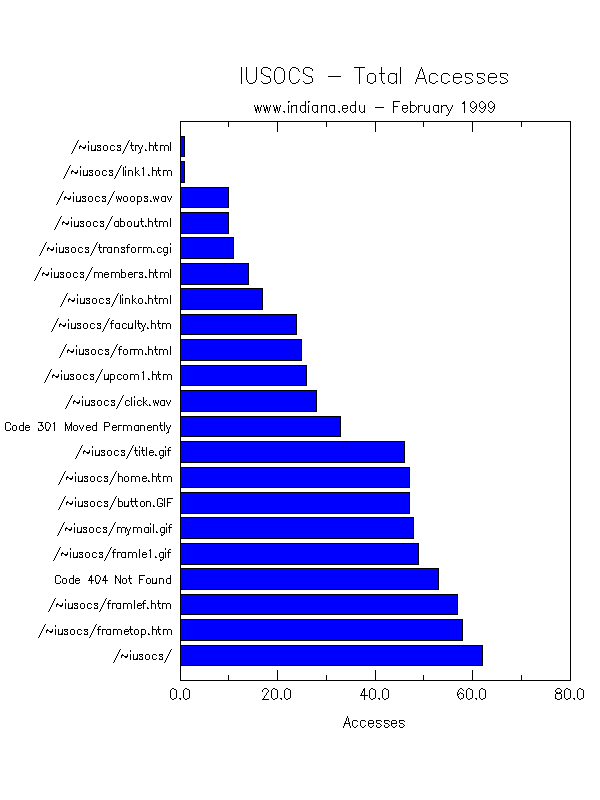 IUSOCS – Total Accesses
www.indiana.edu – February 1999
/~iusocs/try.html
/~iusocs/link1.htm
/~iusocs/woops.wav
/~iusocs/about.html
/~iusocs/transform.cgi
/~iusocs/members.html
/~iusocs/linko.html
/~iusocs/faculty.htm
/~iusocs/form.html
/~iusocs/upcom1.htm
/~iusocs/click.wav
Code 301 Moved Permanently
/~iusocs/title.gif
/~iusocs/home.htm
/~iusocs/button.GIF
/~iusocs/mymail.gif
/~iusocs/framle1.gif
Code 404 Not Found
/~iusocs/framlef.htm
/~iusocs/frametop.htm
/~iusocs/
0.0 20.0 40.0 60.0 80.0
Accesses